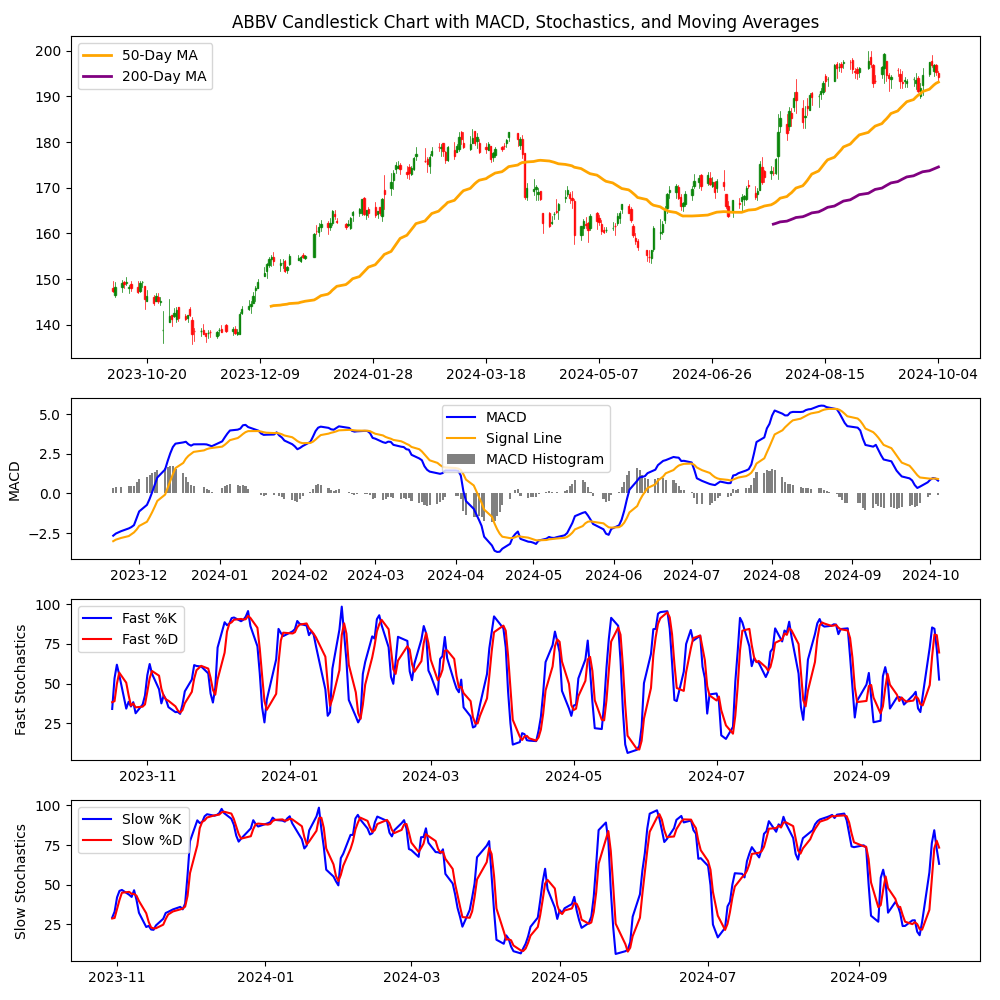 ABBV Candlestick Chart with MACD, Stochastics, and Moving Averages
50-Day MA
200-Day MA
200
190
180
170
160
150
140
2023-10-20 2023-12-09 2024-01-28 2024-03-18 2024-05-07 2024-06-26 2024-08-15 2024-10-04
MACD
MACD
Signal Line
MACD Histogram
5.0
2.5
0.0
−2.5
2023-12 2024-01 2024-02 2024-03 2024-04 2024-05 2024-06 2024-07 2024-08 2024-09 2024-10
Fast Stochastics
Fast %K
Fast %D
100
75
50
25
2023-11 2024-01 2024-03 2024-05 2024-07 2024-09
Slow Stochastics
Slow %K
Slow %D
100
75
50
25
2023-11 2024-01 2024-03 2024-05 2024-07 2024-09